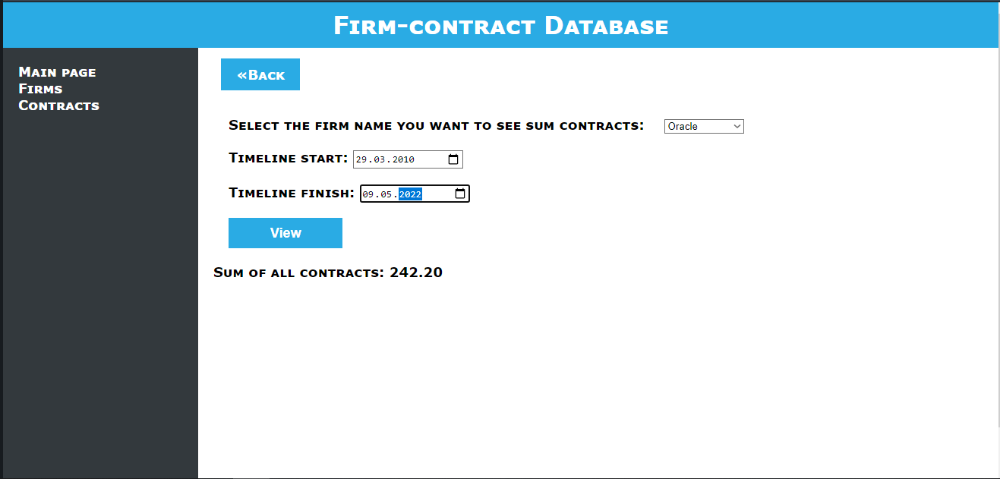 Firm-contract Database
Main page
Firms
Contracts
«Back
Select the firm name you want to see sum contracts: Oracle
Timeline start: 29.03.2010
Timeline finish: 09.05.2022
View
Sum of all contracts: 242.20